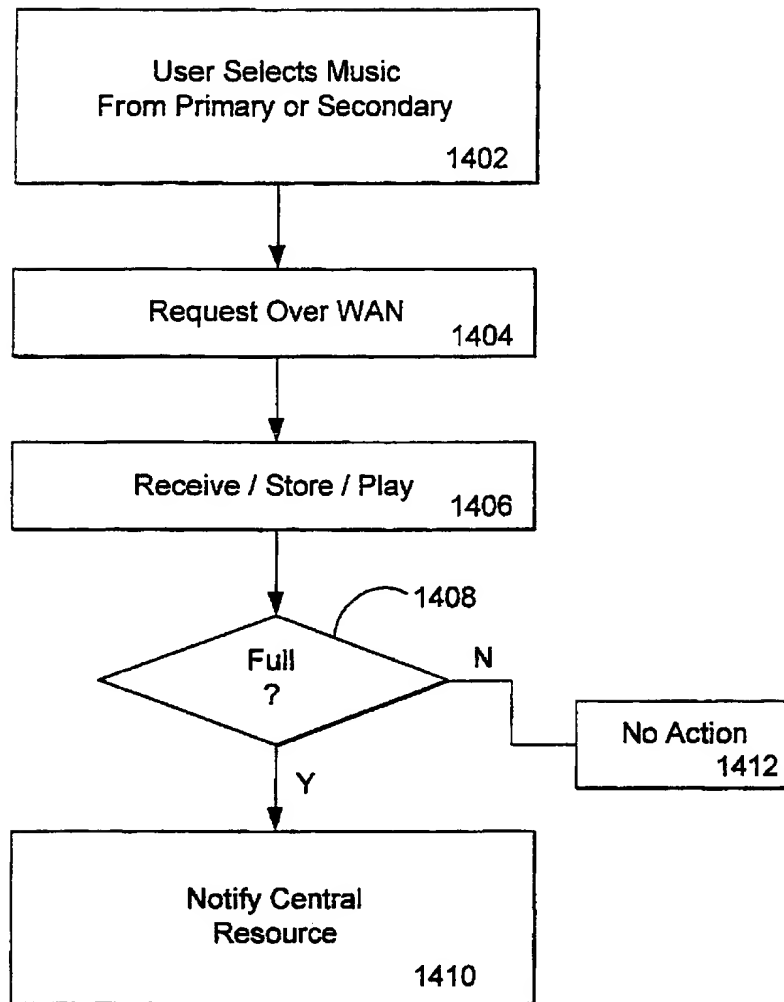 User Selects Music
From Primary or Secondary
1402
Request Over WAN
1404
Receive / Store / Play
1406
1408
Full
?
N
No Action
1412
Y
Notify Central
Resource
1410